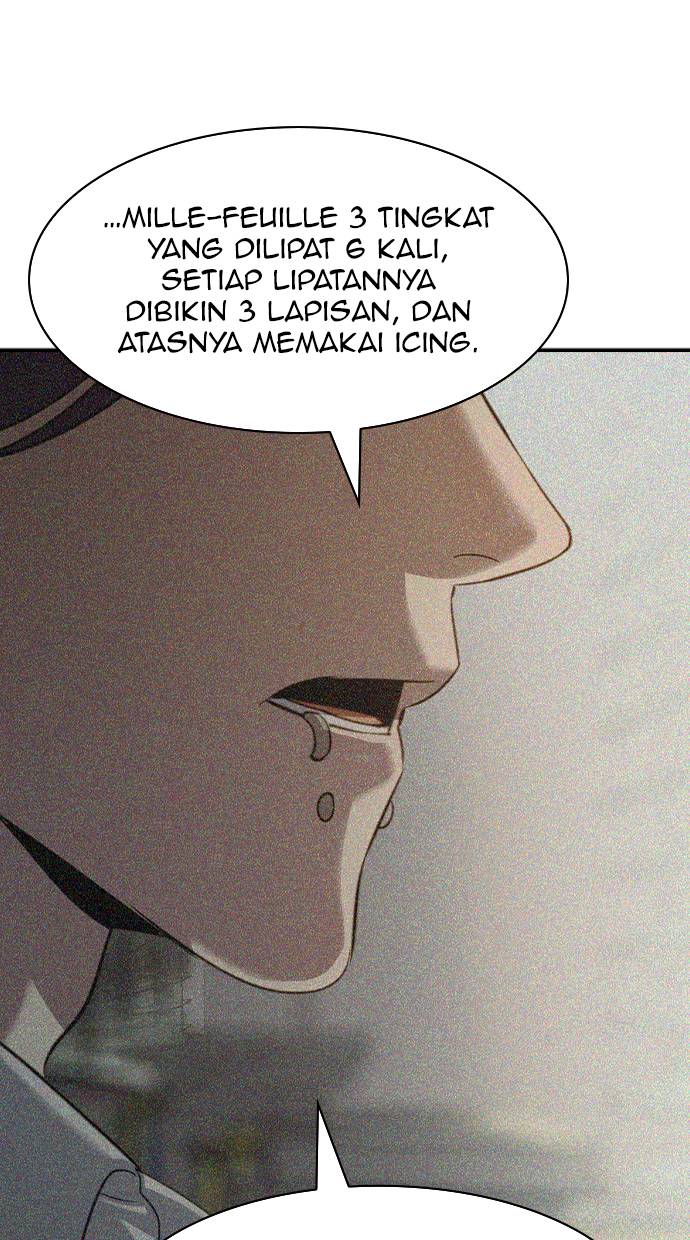 ...MILLE-FEUILLE 3 TINGKAT
YANG DILIPAT 6 KALI,
SETIAP LIPATANNYA
DIBIKIN 3 LAPISAN, DAN
ATASNYA MEMAKAI ICING.